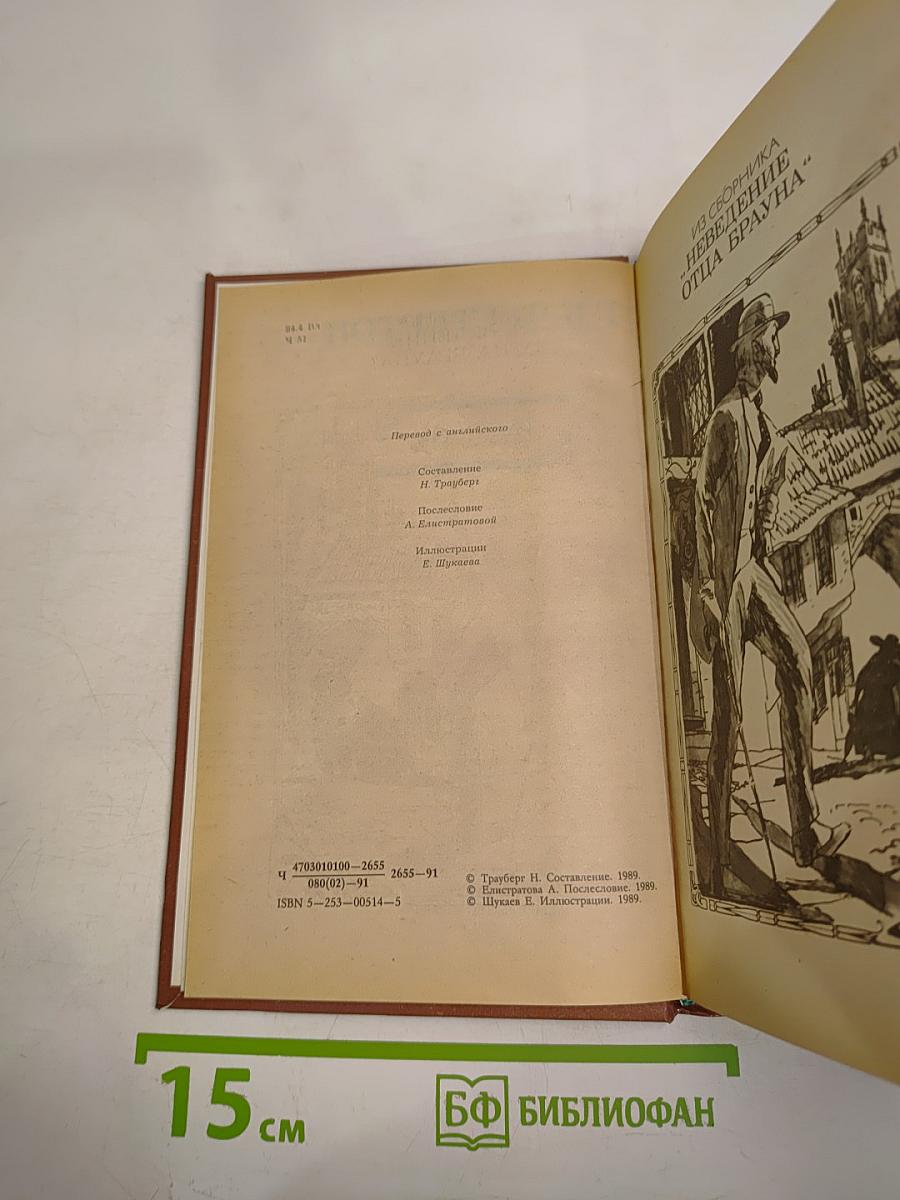 84.4 Вл
Ч 51
Перевод с английского
Составление
Н. Трауберг
Послесловие
А. Елистратовой
Иллюстрации
Е. Шукаева
Ч 4703010100—2655
080(02)—91
2655—91
ISBN 5—253—00514—5
© Трауберг Н. Составление. 1989.
© Елистратова А. Послесловие. 1989.
© Шукаев Е. Иллюстрации. 1989.
ИЗ СБОРНИКА
„НЕВЕДЕНИЕ
ОТЦА БРАУНА“
15 см
БФ БИБЛИОФАН